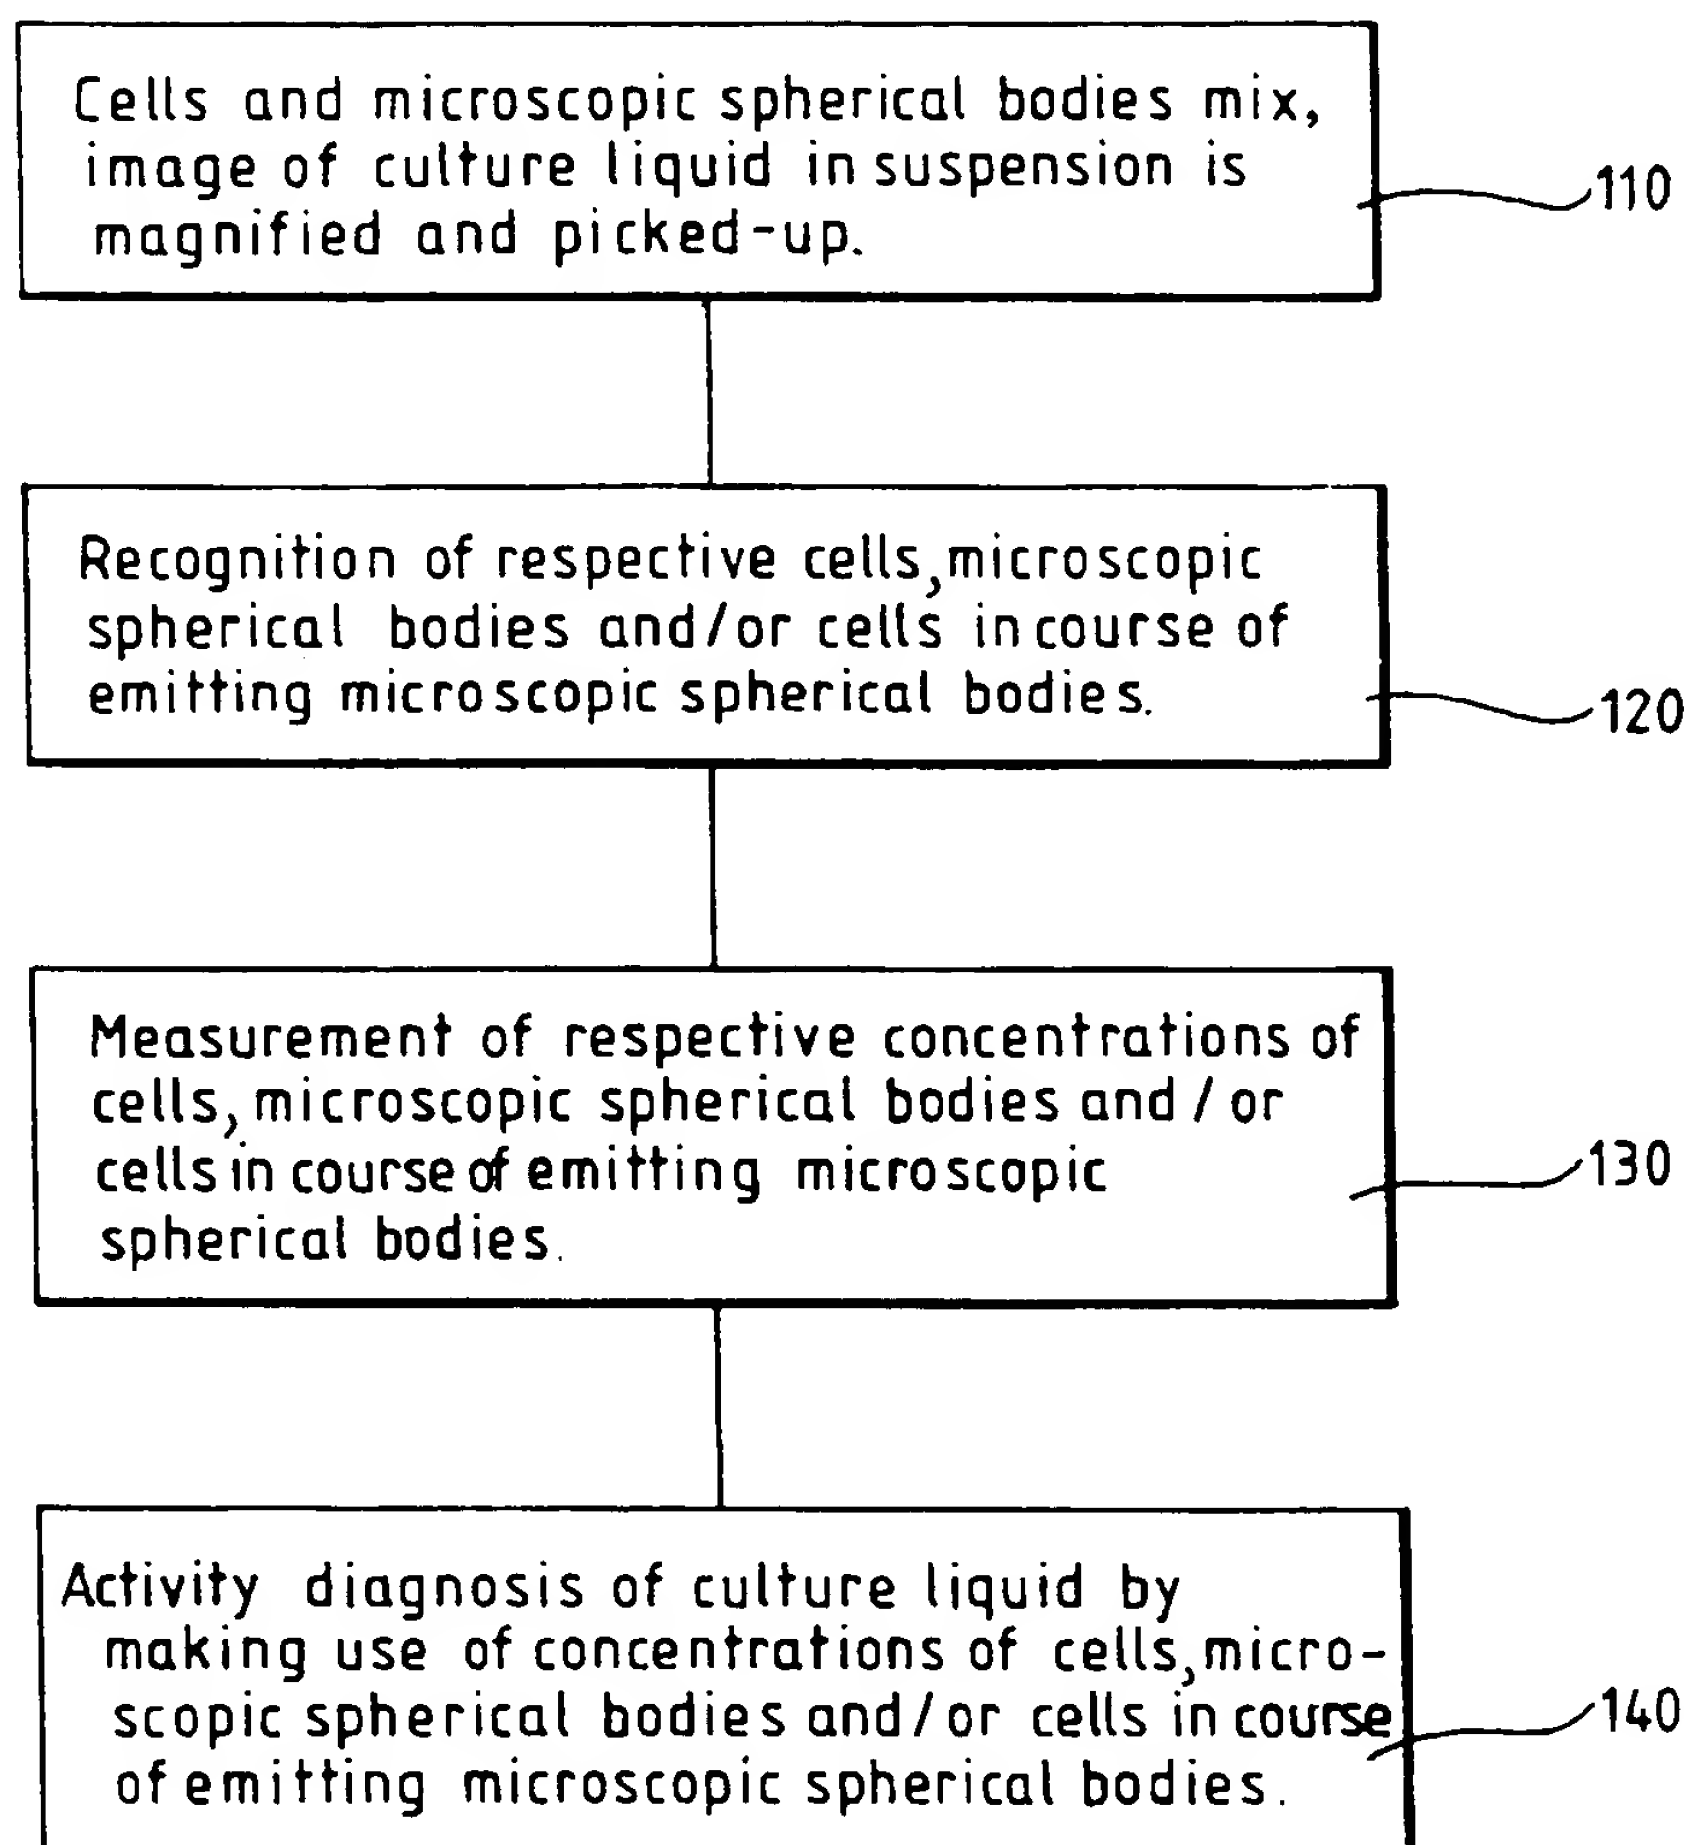 Cells and microscopic spherical bodies mix,
image of culture liquid in suspension is
magnified and picked-up.
110
Recognition of respective cells, microscopic
spherical bodies and/or cells in course of
emitting microscopic spherical bodies.
120
Measurement of respective concentrations of
cells, microscopic spherical bodies and / or
cells in course of emitting microscopic
spherical bodies.
130
Activity diagnosis of culture liquid by
making use of concentrations of cells, micro-
scopic spherical bodies and/or cells in course
of emitting microscopic spherical bodies.
140